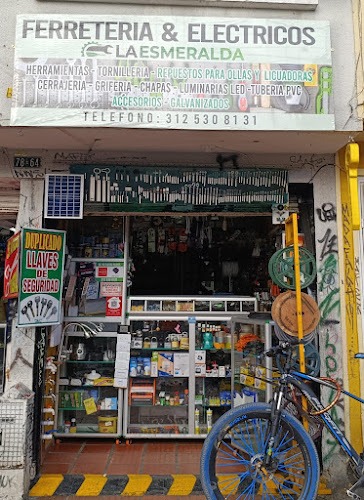 FERRETERIA & ELECTRICOS
LA ESMERALDA
HERRAMIENTAS - TORNILLERIA - REPUESTOS PARA OLLAS Y LICUADORAS
CERRAJERIA - GRIFERIA - CHAPAS - LUMINARIAS LED - TUBERIA PVC
ACCESORIOS - GALVANIZADOS
TELEFONO: 312 530 81 31
78-64
DUPLICADO
LLAVES
DE
SEGURIDAD